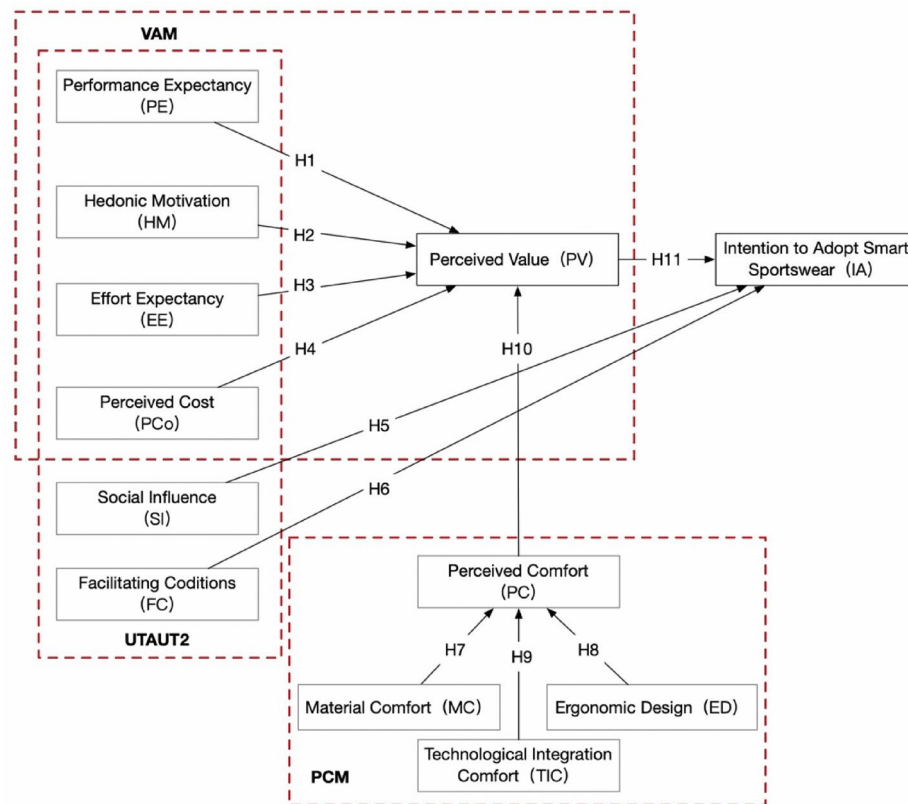 VAM
Performance Expectancy
(PE)
H1
Hedonic Motivation
(HM)
H2
Perceived Value (PV)
H11
Intention to Adopt Smart
Sportswear (IA)
Effort Expectancy
(EE)
H3
H4
H10
Perceived Cost
(PCo)
H5
Social Influence
(SI)
H6
Facilitating Coditions
(FC)
UTAUT2
Perceived Comfort
(PC)
H7
H9
H8
Material Comfort (MC)
Ergonomic Design (ED)
Technological Integration
Comfort (TIC)
PCM